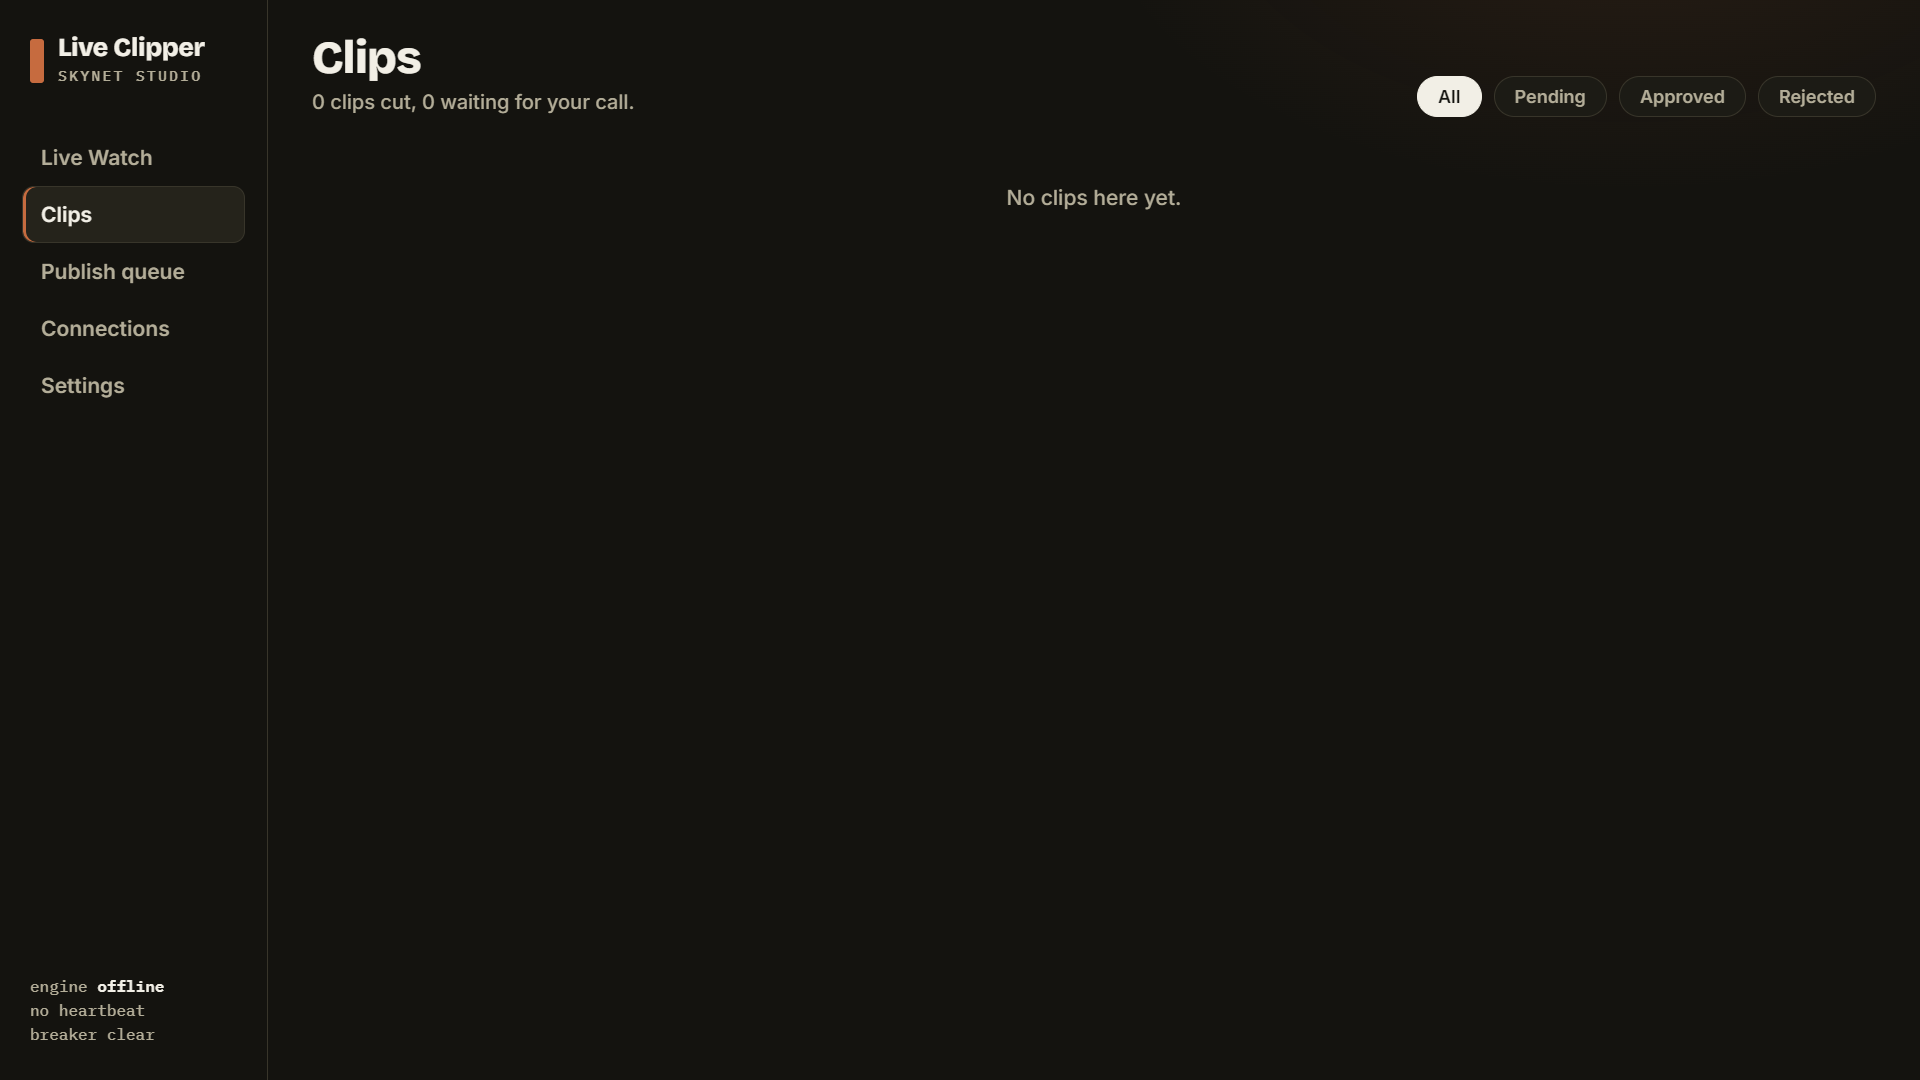 Live Clipper
SKYNET STUDIO
Live Watch
Clips
Publish queue
Connections
Settings
engine offline
no heartbeat
breaker clear
Clips
0 clips cut, 0 waiting for your call.
All
Pending
Approved
Rejected
No clips here yet.